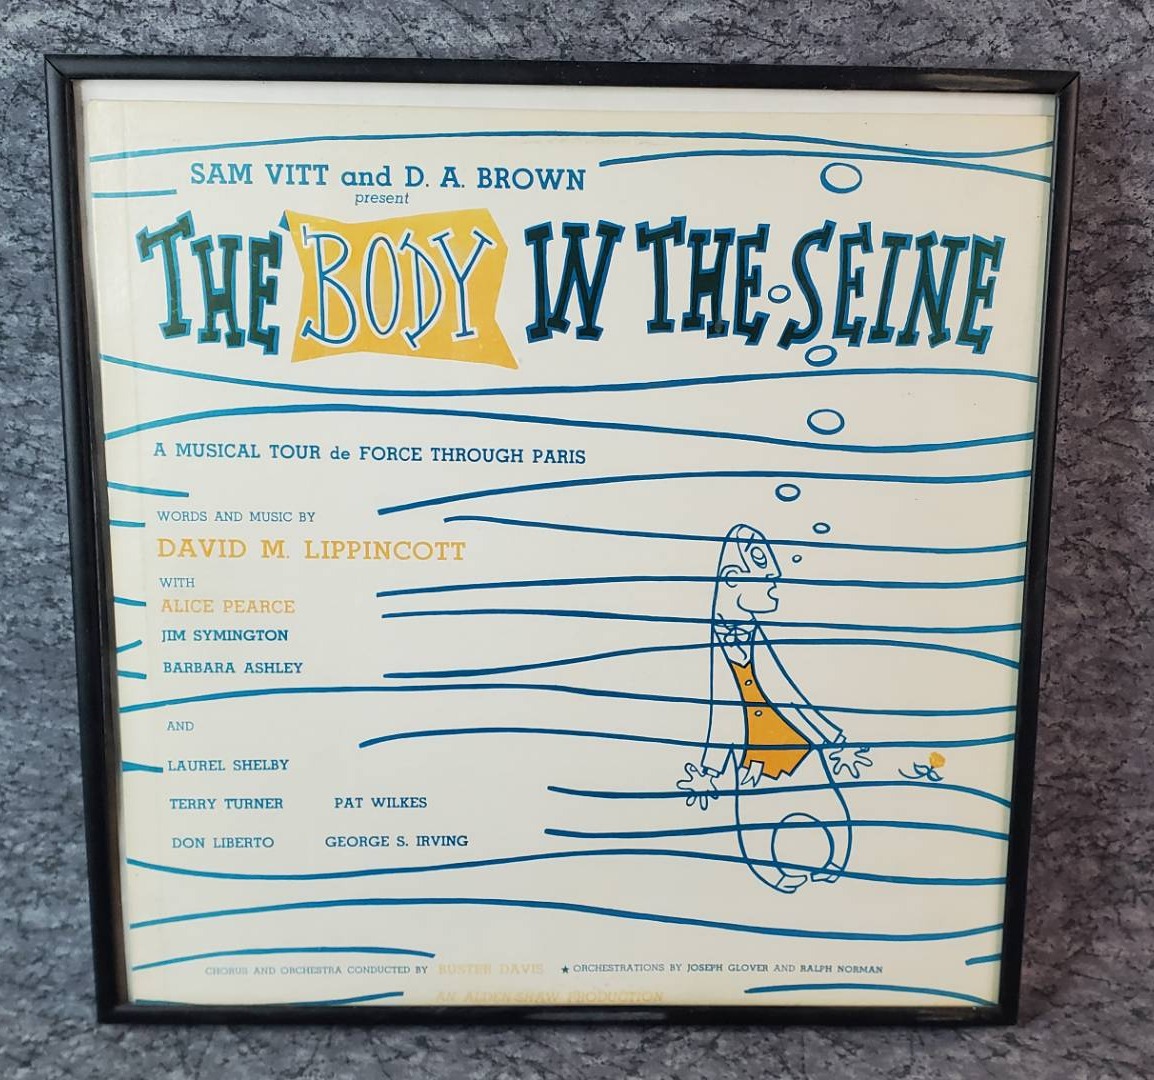 SAM VITT and D. A. BROWN
present
THE BODY IN THE SEINE
A MUSICAL TOUR de FORCE THROUGH PARIS
WORDS AND MUSIC BY
DAVID M. LIPPINCOTT
WITH
ALICE PEARCE
JIM SYMINGTON
BARBARA ASHLEY
AND
LAUREL SHELBY
TERRY TURNER PAT WILKES
DON LIBERTO GEORGE S. IRVING
CHORUS AND ORCHESTRA CONDUCTED BY BUSTER DAVIS ★ ORCHESTRATIONS BY JOSEPH GLOVER AND RALPH NORMAN
AN ALDEN-SHAW PRODUCTION